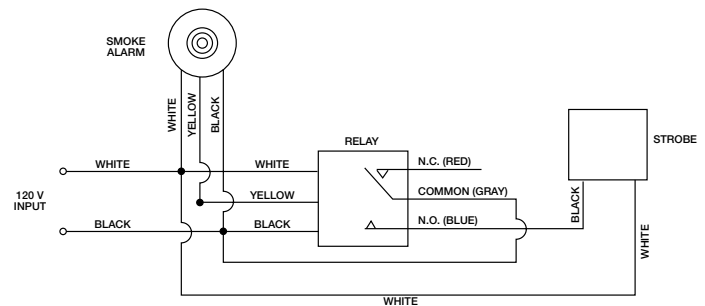 SMOKE
ALARM
WHITE
YELLOW
BLACK
RELAY
STROBE
WHITE
WHITE
N.C. (RED)
120 V
INPUT
YELLOW
COMMON (GRAY)
BLACK
BLACK
N.O. (BLUE)
BLACK
WHITE
WHITE